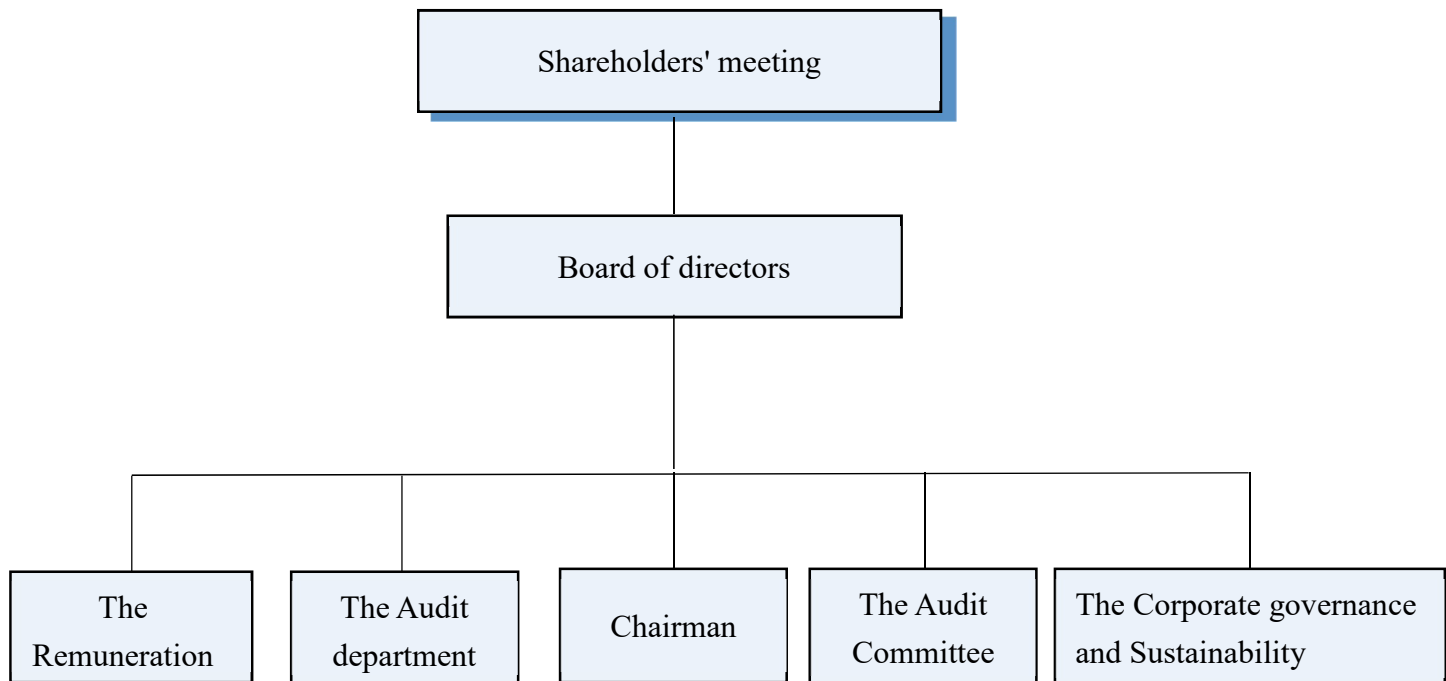 Shareholders' meeting
Board of directors
The
Remuneration
The Audit
department
Chairman
The Audit
Committee
The Corporate governance
and Sustainability